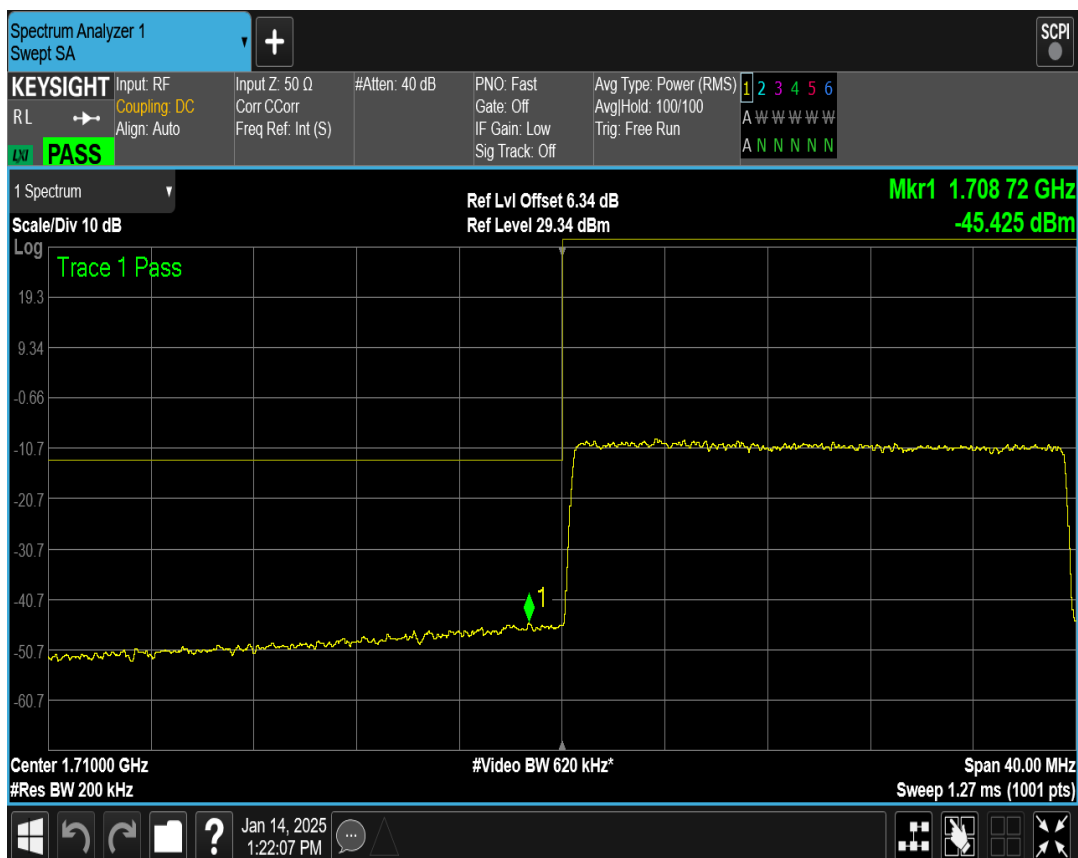 Spectrum Analyzer 1
Swept SA
+
SCPI
KEYSIGHT
RL
LXI PASS
Input: RF
Coupling: DC
Align: Auto
Input Z: 50 Ω
Corr CCorr
Freq Ref: Int (S)
#Atten: 40 dB
PNO: Fast
Gate: Off
IF Gain: Low
Sig Track: Off
Avg Type: Power (RMS)
Avg|Hold: 100/100
Trig: Free Run
1 2 3 4 5 6
A W W W W W
A N N N N N
1 Spectrum
Scale/Div 10 dB
Ref Lvl Offset 6.34 dB
Ref Level 29.34 dBm
Mkr1 1.708 72 GHz
-45.425 dBm
Log
Trace 1 Pass
19.3
9.34
-0.66
-10.7
-20.7
-30.7
-40.7
1
-50.7
-60.7
Center 1.71000 GHz
#Res BW 200 kHz
#Video BW 620 kHz*
Span 40.00 MHz
Sweep 1.27 ms (1001 pts)
?
Jan 14, 2025
1:22:07 PM
...